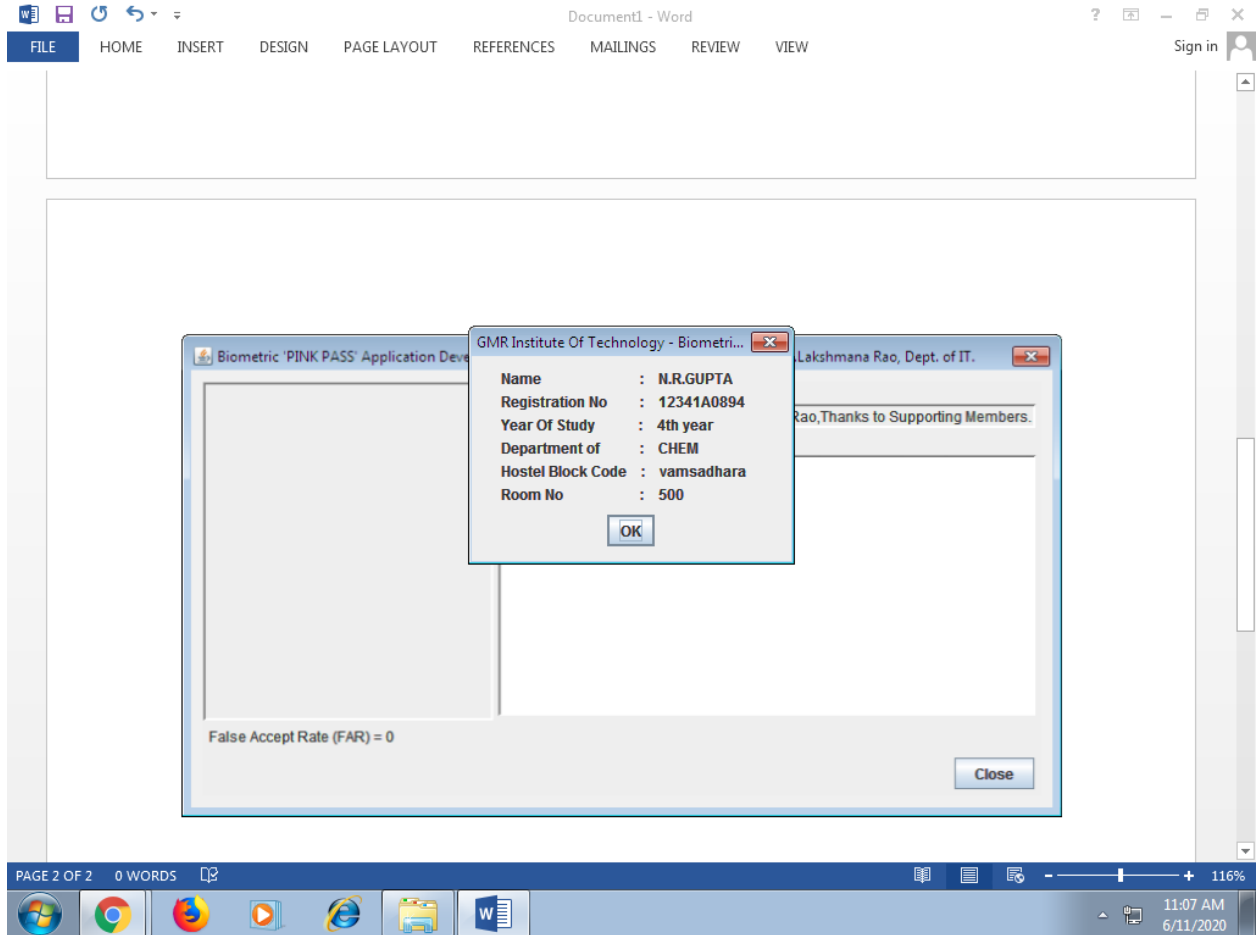 Document1 - Word
?
FILE HOME INSERT DESIGN PAGE LAYOUT REFERENCES MAILINGS REVIEW VIEW Sign in
GMR Institute Of Technology - Biometri...
Biometric 'PINK PASS' Application Deve
Lakshmana Rao, Dept. of IT.
Name : N.R.GUPTA
Registration No : 12341A0894
Rao,Thanks to Supporting Members.
Year Of Study : 4th year
Department of : CHEM
Hostel Block Code : vamsadhara
Room No : 500
OK
False Accept Rate (FAR) = 0
Close
PAGE 2 OF 2 0 WORDS - + 116%
11:07 AM
6/11/2020